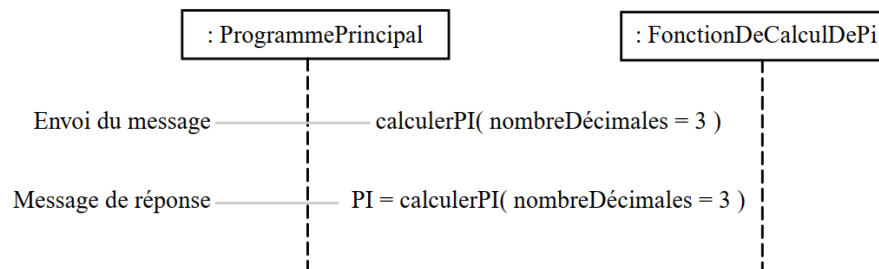 : ProgrammePrincipal
: FonctionDeCalculDePi
Envoi du message
calculerPI( nombreDécimales = 3 )
Message de réponse
PI = calculerPI( nombreDécimales = 3 )